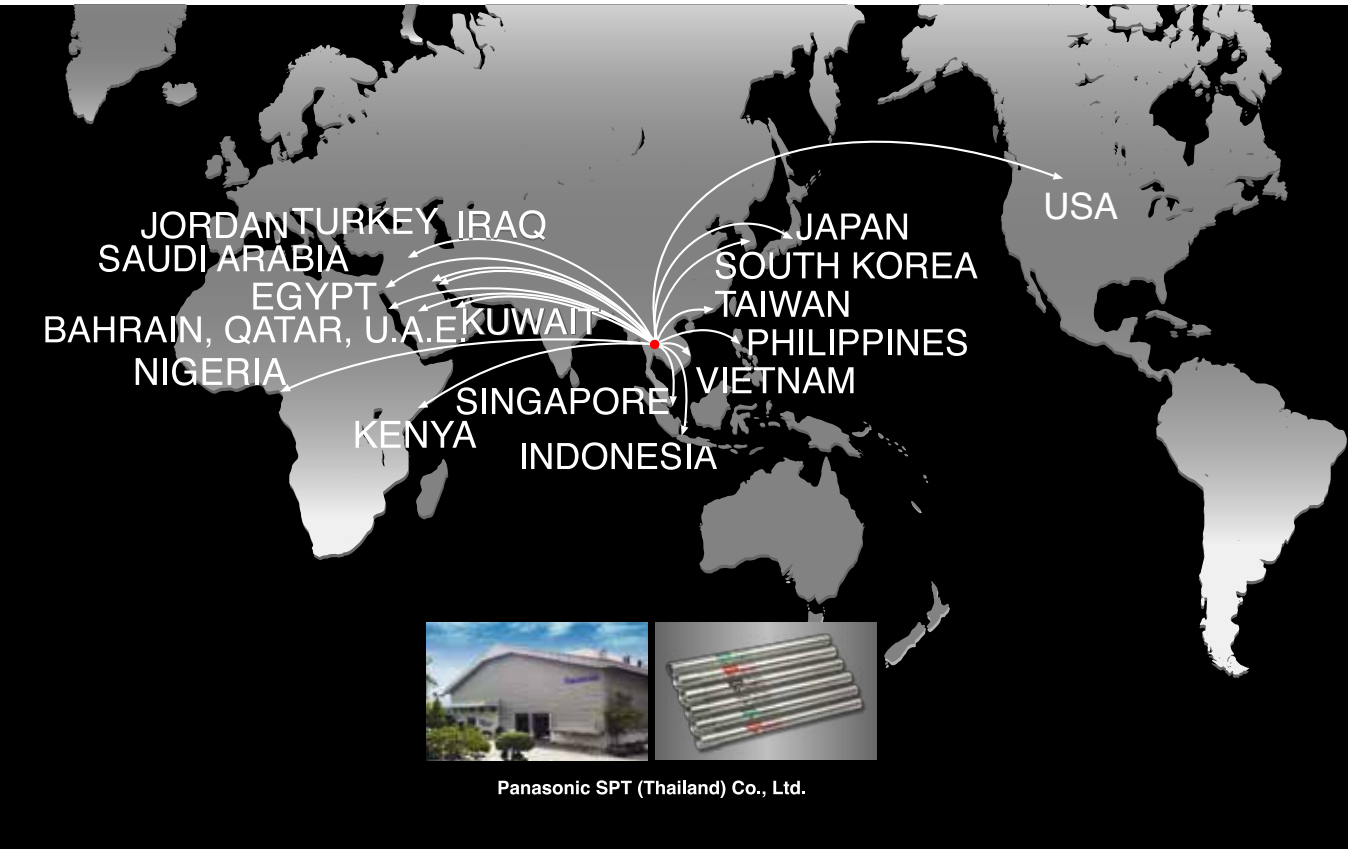 JORDAN TURKEY IRAQ
SAUDI ARABIA
EGYPT
BAHRAIN, QATAR, U.A.E. KUWAIT
NIGERIA
KENYA
SINGAPORE
INDONESIA
USA
JAPAN
SOUTH KOREA
TAIWAN
PHILIPPINES
VIETNAM
Panasonic
Panasonic SPT (Thailand) Co., Ltd.